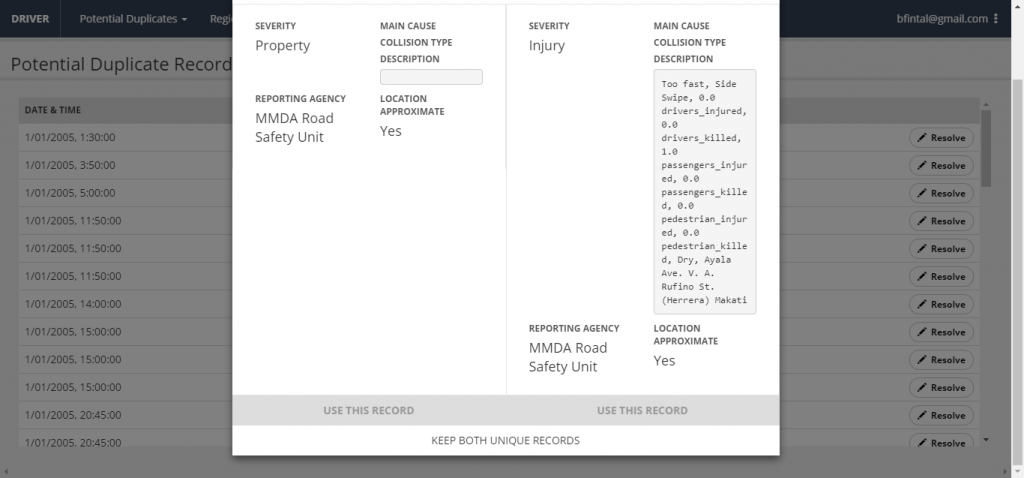 DRIVER
Potential Duplicates
bfintal@gmail.com
Potential Duplicate Record
DATE & TIME
1/01/2005, 1:30:00
Resolve
1/01/2005, 3:50:00
Resolve
1/01/2005, 5:00:00
Resolve
1/01/2005, 11:50:00
Resolve
1/01/2005, 11:50:00
Resolve
1/01/2005, 11:50:00
Resolve
1/01/2005, 14:00:00
Resolve
1/01/2005, 15:00:00
Resolve
1/01/2005, 15:00:00
Resolve
1/01/2005, 15:00:00
Resolve
1/01/2005, 20:45:00
Resolve
1/01/2005, 20:45:00
Resolve
SEVERITY
Property
MAIN CAUSE
COLLISION TYPE
DESCRIPTION
REPORTING AGENCY
MMDA Road
Safety Unit
LOCATION
APPROXIMATE
Yes
SEVERITY
Injury
MAIN CAUSE
COLLISION TYPE
DESCRIPTION
Too fast, Side
Swipe, 0.0
drivers_injured,
0.0
drivers_killed,
1.0
passengers_injur
ed, 0.0
passengers_kille
d, 0.0
pedestrian_injur
ed, 0.0
pedestrian_kille
d, Dry, Ayala
Ave. V. A.
Rufino St.
(Herrera) Makati
REPORTING AGENCY
MMDA Road
Safety Unit
LOCATION
APPROXIMATE
Yes
USE THIS RECORD
USE THIS RECORD
KEEP BOTH UNIQUE RECORDS